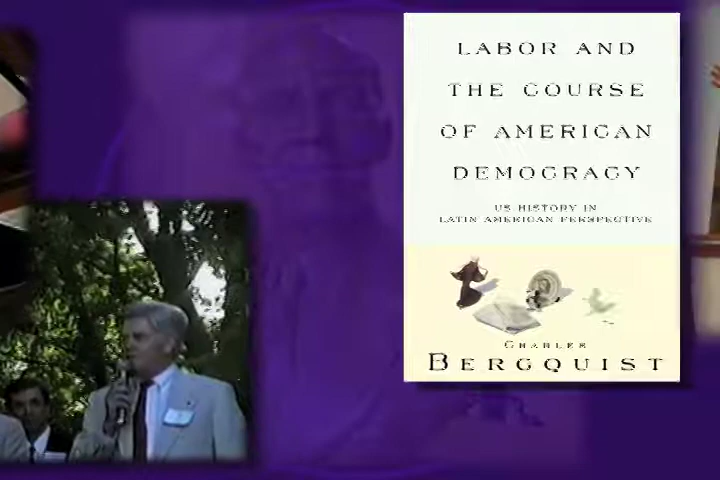 LABOR AND
THE COURSE
OF AMERICAN
DEMOCRACY
US HISTORY IN
LATIN AMERICAN PERSPECTIVE
CHARLES
BERGQUIST